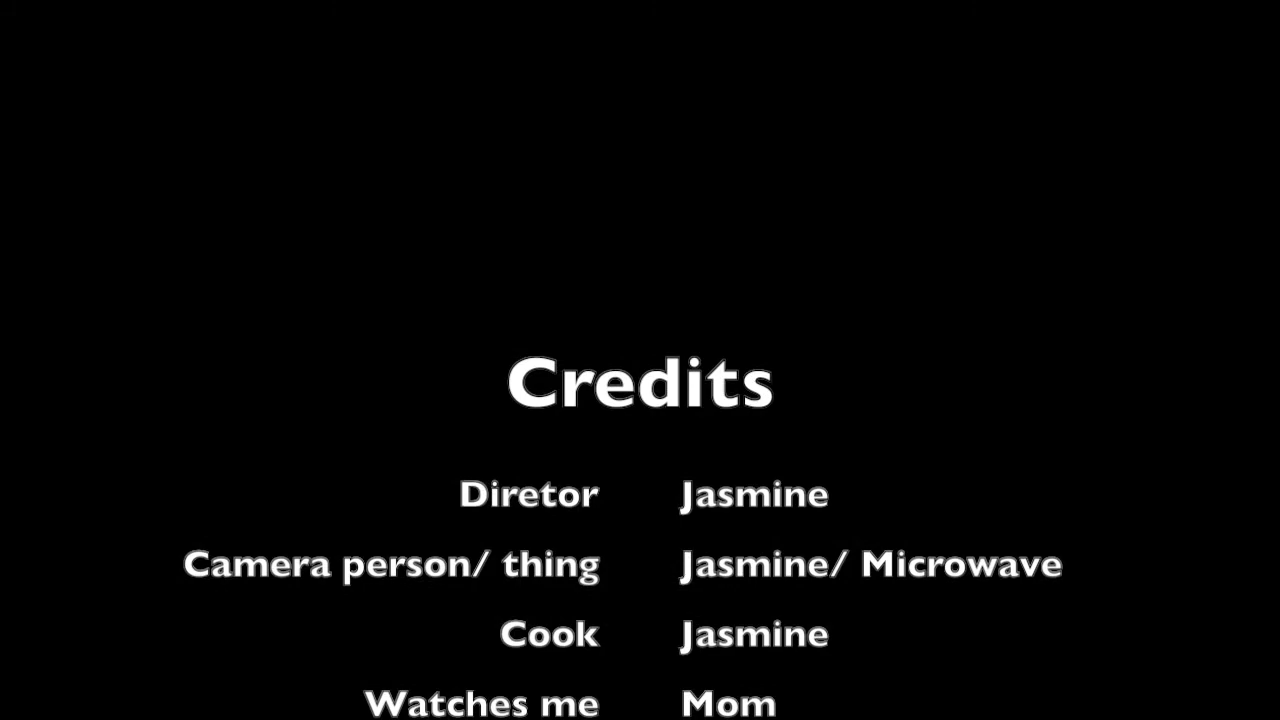 Credits
Diretor Jasmine
Camera person/ thing Jasmine/ Microwave
Cook Jasmine
Watches me Mom